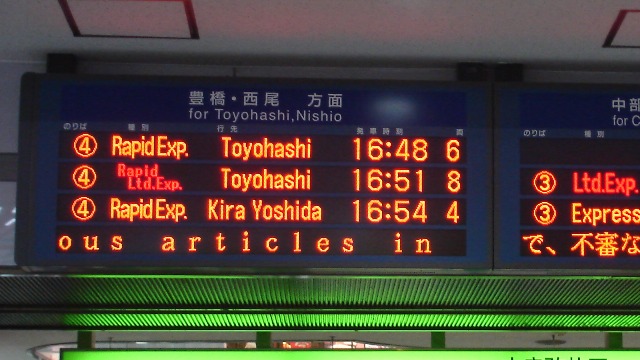 豊橋・西尾 方面
for Toyohashi,Nishio
のりば 種別 行先 発車時刻 両
④ Rapid Exp. Toyohashi 16:48 6
④ Rapid Ltd.Exp. Toyohashi 16:51 8
④ Rapid Exp. Kira Yoshida 16:54 4
ous articles in
中部
for C
のりば 種別
③ Ltd.Exp.
③ Express
で、不審な